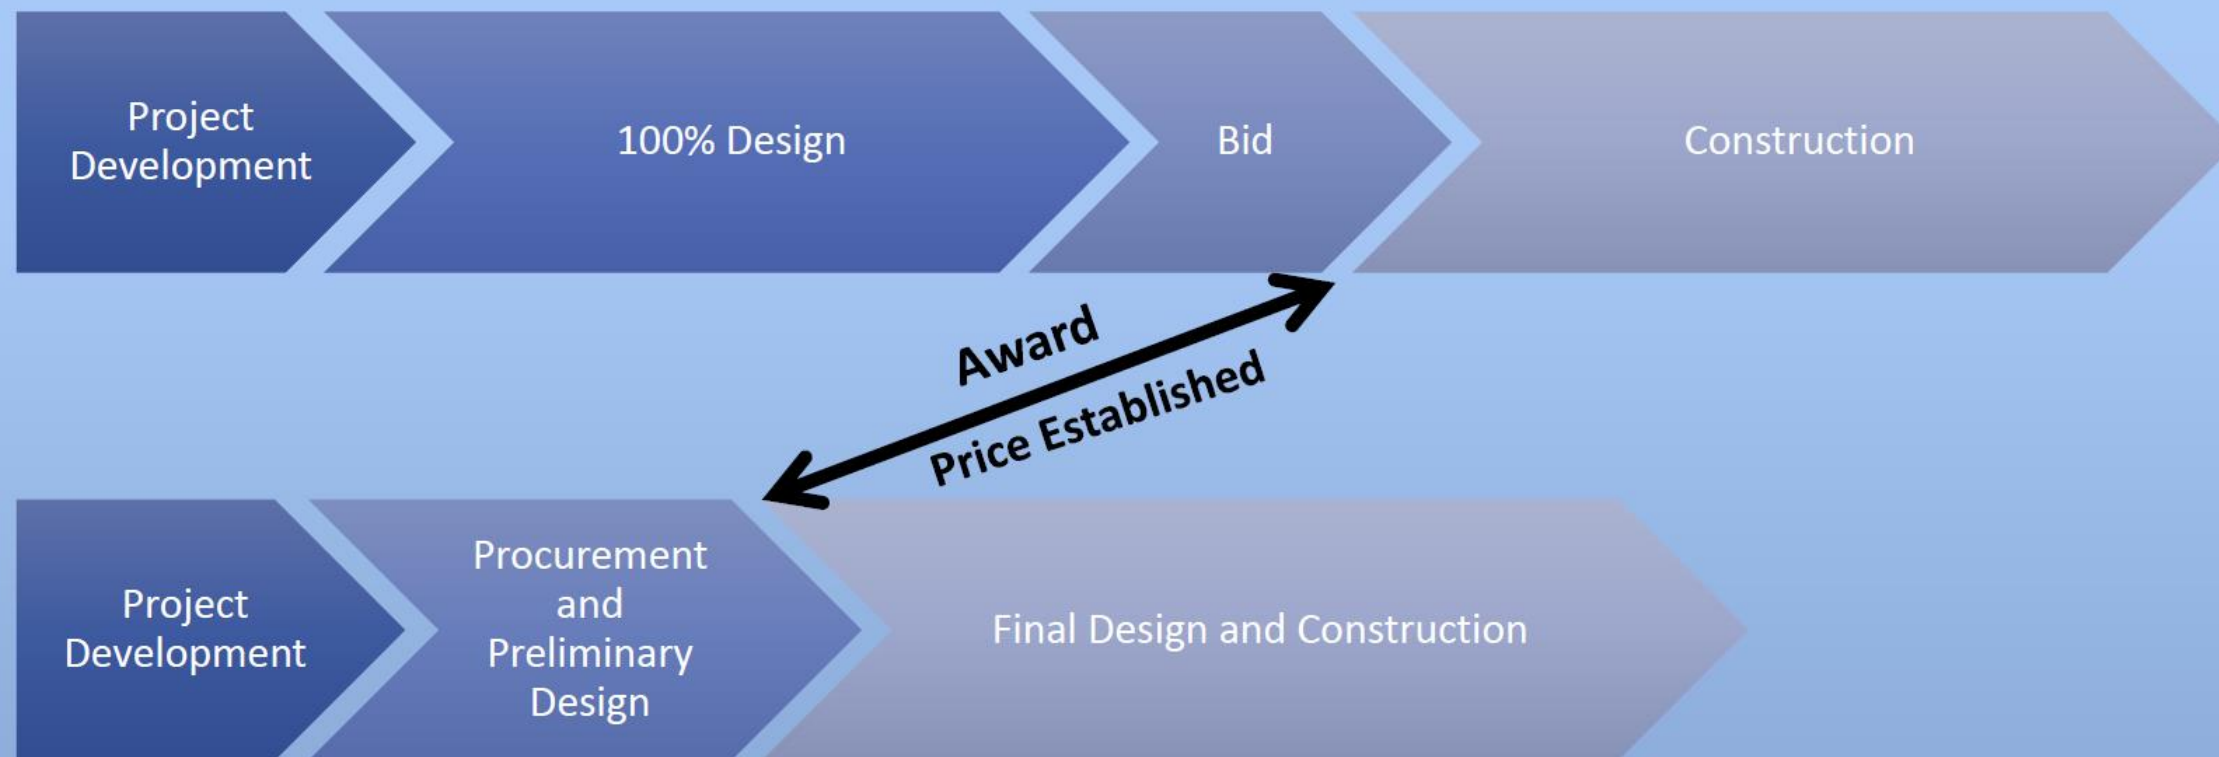 Project
Development
100% Design
Bid
Construction
Award
Price Established
Project
Development
Procurement
and
Preliminary
Design
Final Design and Construction